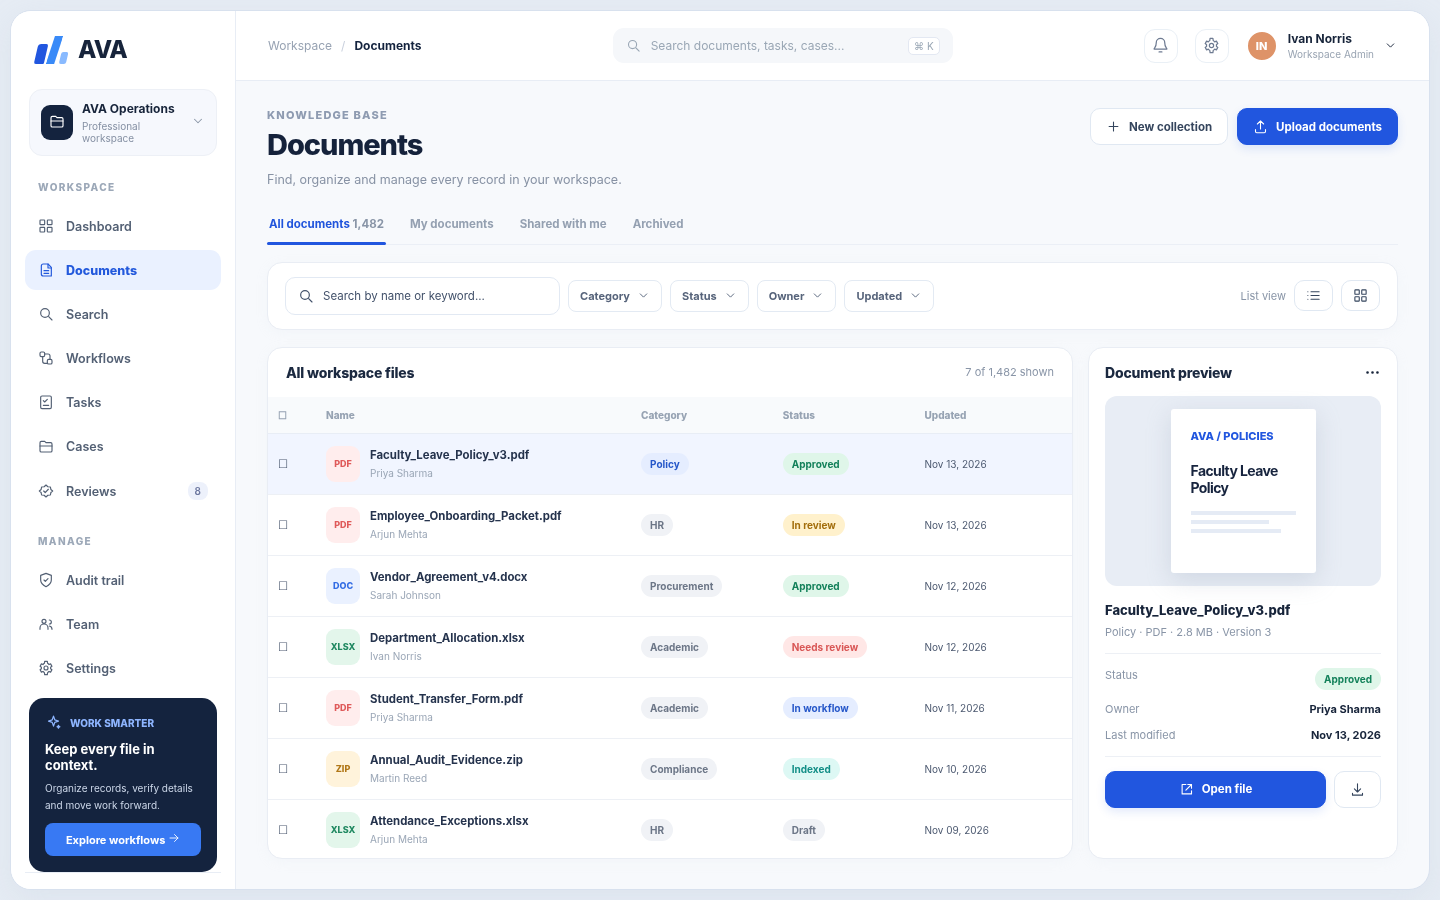 AVA
AVA Operations
Professional
workspace
WORKSPACE
Dashboard
Documents
Search
Workflows
Tasks
Cases
Reviews 8
MANAGE
Audit trail
Team
Settings
WORK SMARTER
Keep every file in
context.
Organize records, verify details
and move work forward.
Explore workflows →
Workspace / Documents
Search documents, tasks, cases...
⌘ K
IN
Ivan Norris
Workspace Admin
KNOWLEDGE BASE
Documents
Find, organize and manage every record in your workspace.
New collection
Upload documents
All documents 1,482
My documents
Shared with me
Archived
Search by name or keyword...
Category
Status
Owner
Updated
List view
All workspace files
7 of 1,482 shown
Name Category Status Updated
PDF Faculty_Leave_Policy_v3.pdf Policy Approved Nov 13, 2026
Priya Sharma
PDF Employee_Onboarding_Packet.pdf HR In review Nov 13, 2026
Arjun Mehta
DOC Vendor_Agreement_v4.docx Procurement Approved Nov 12, 2026
Sarah Johnson
XLSX Department_Allocation.xlsx Academic Needs review Nov 12, 2026
Ivan Norris
PDF Student_Transfer_Form.pdf Academic In workflow Nov 11, 2026
Priya Sharma
ZIP Annual_Audit_Evidence.zip Compliance Indexed Nov 10, 2026
Martin Reed
XLSX Attendance_Exceptions.xlsx HR Draft Nov 09, 2026
Arjun Mehta
Document preview
AVA / POLICIES
Faculty Leave
Policy
Faculty_Leave_Policy_v3.pdf
Policy · PDF · 2.8 MB · Version 3
Status Approved
Owner Priya Sharma
Last modified Nov 13, 2026
Open file